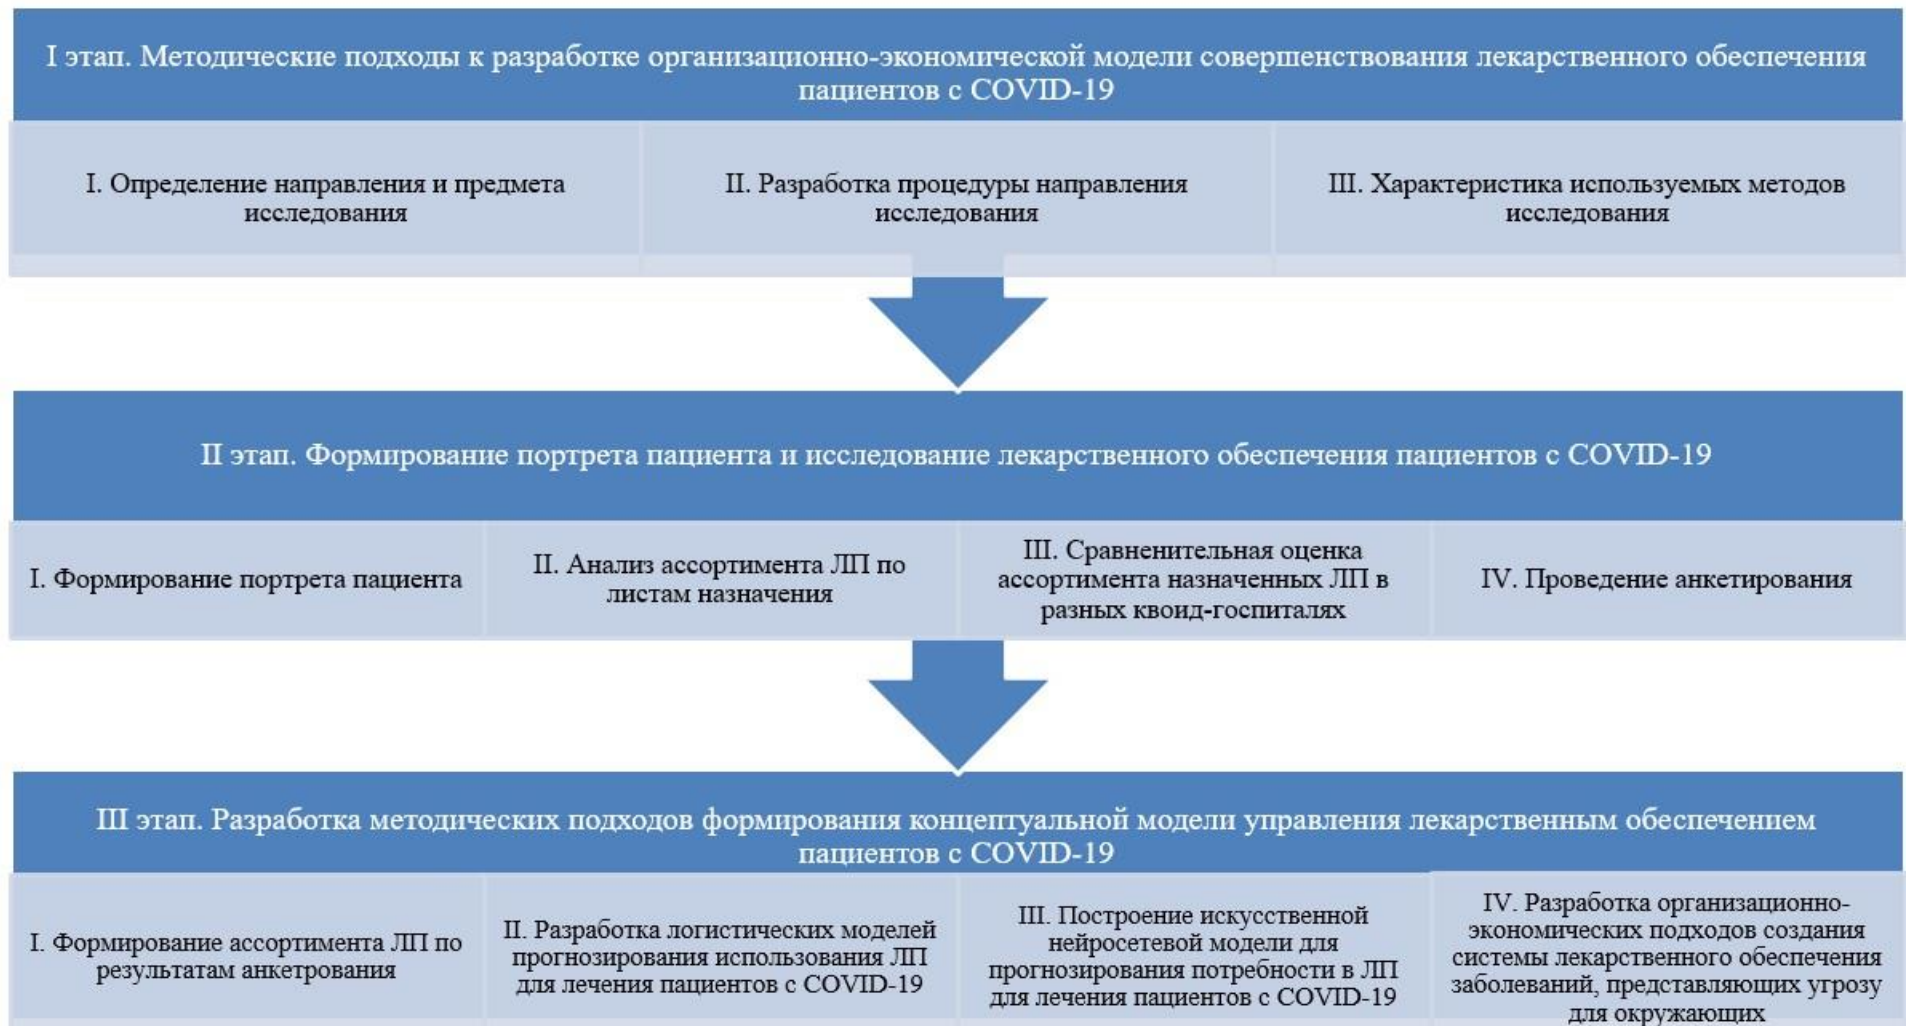 I этап. Методические подходы к разработке организационно-экономической модели совершенствования лекарственного обеспечения
пациентов с COVID-19
I. Определение направления и предмета
исследования
II. Разработка процедуры направления
исследования
III. Характеристика используемых методов
исследования
II этап. Формирование портрета пациента и исследование лекарственного обеспечения пациентов с COVID-19
I. Формирование портрета пациента
II. Анализ ассортимента ЛП по
листам назначения
III. Сравненительная оценка
ассортимента назначенных ЛП в
разных квоид-госпиталях
IV. Проведение анкетирования
III этап. Разработка методических подходов формирования концептуальной модели управления лекарственным обеспечением
пациентов с COVID-19
I. Формирование ассортимента ЛП по
результатам анкетрования
II. Разработка логистических моделей
прогнозирования использования ЛП
для лечения пациентов с COVID-19
III. Построение искусственной
нейросетевой модели для
прогнозирования потребности в ЛП
для лечения пациентов с COVID-19
IV. Разработка организационно-
экономических подходов создания
системы лекарственного обеспечения
заболеваний, представляющих угрозу
для окружающих